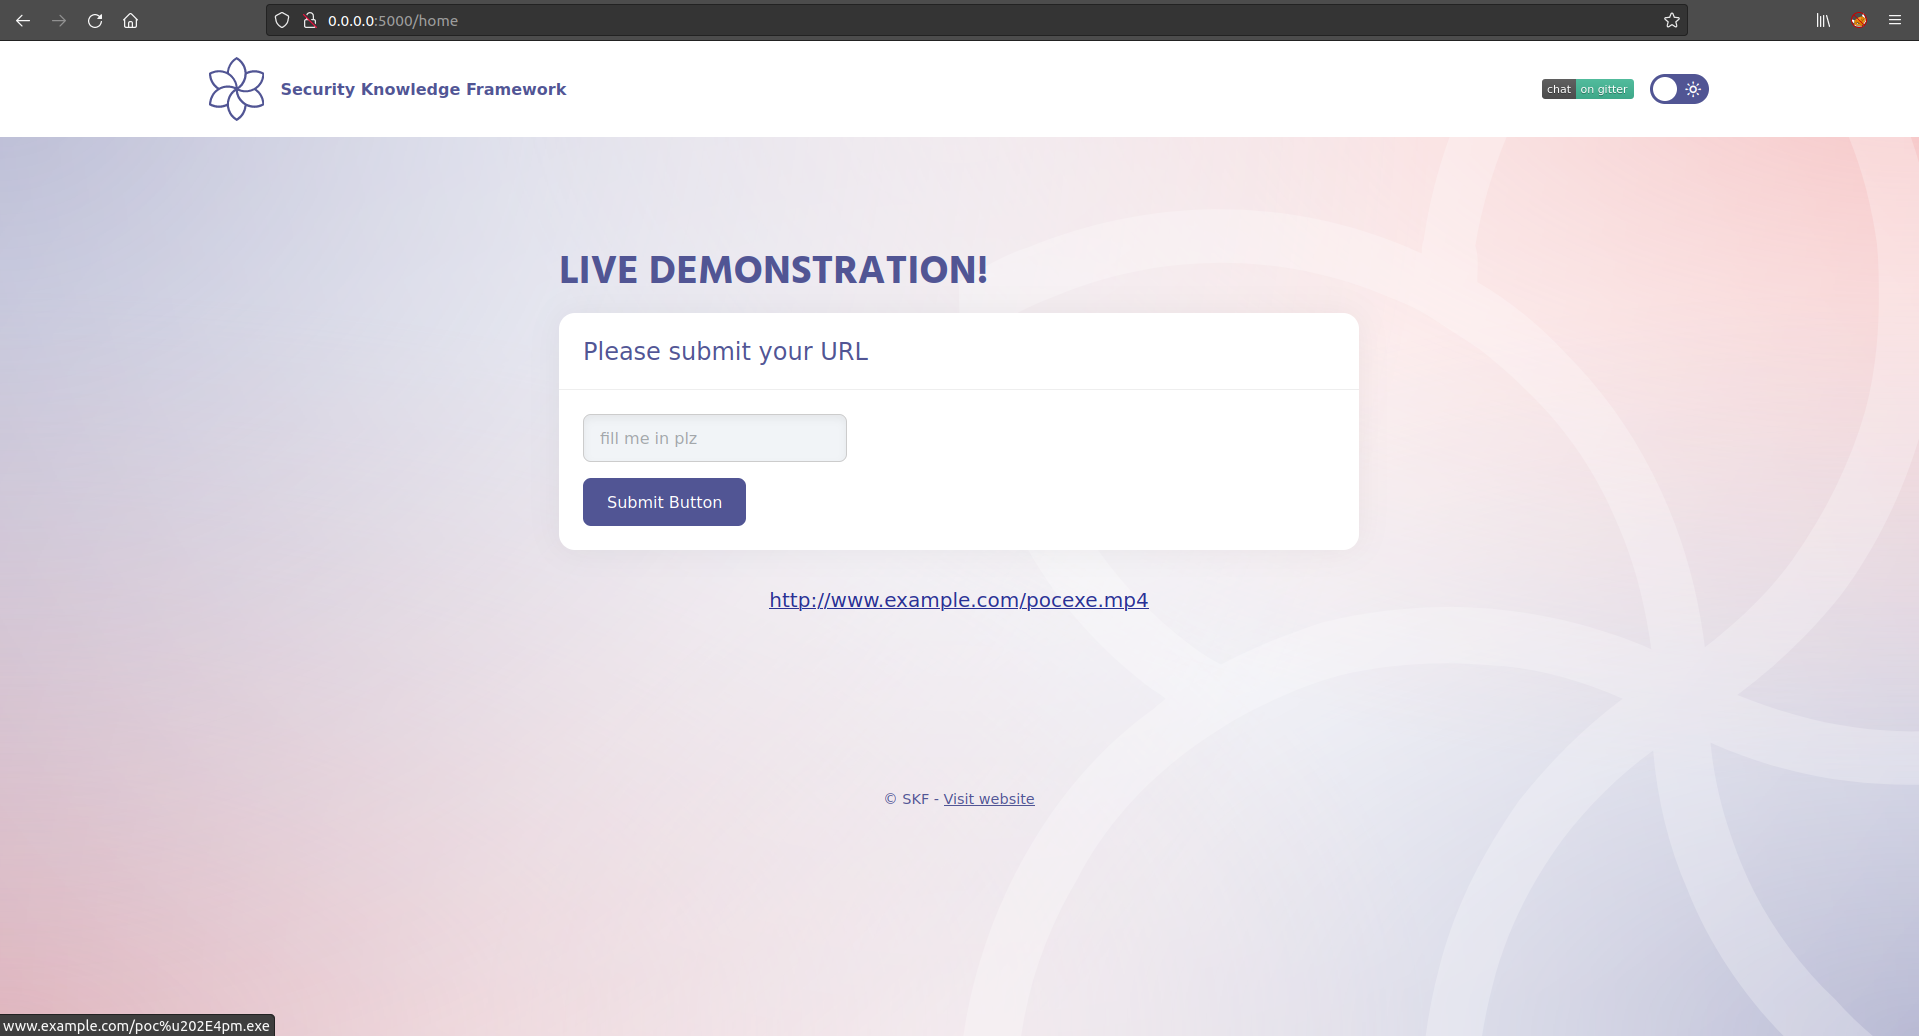 0.0.0.0:5000/home
Security Knowledge Framework
chat on gitter
LIVE DEMONSTRATION!
Please submit your URL
fill me in plz
Submit Button
http://www.example.com/pocexe.mp4
© SKF - Visit website
www.example.com/poc%u202E4pm.exe